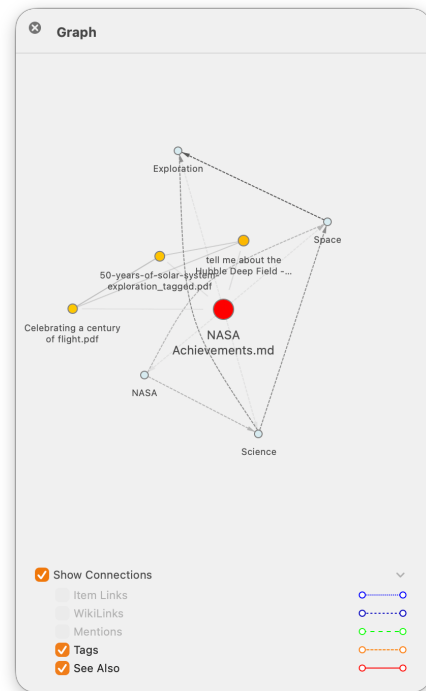 Graph
Exploration
Space
tell me about the
Hubble Deep Field -...
50-years-of-solar-system-
exploration_tagged.pdf
Celebrating a century
of flight.pdf
NASA
Achievements.md
NASA
Science
Show Connections
Item Links
WikiLinks
Mentions
Tags
See Also